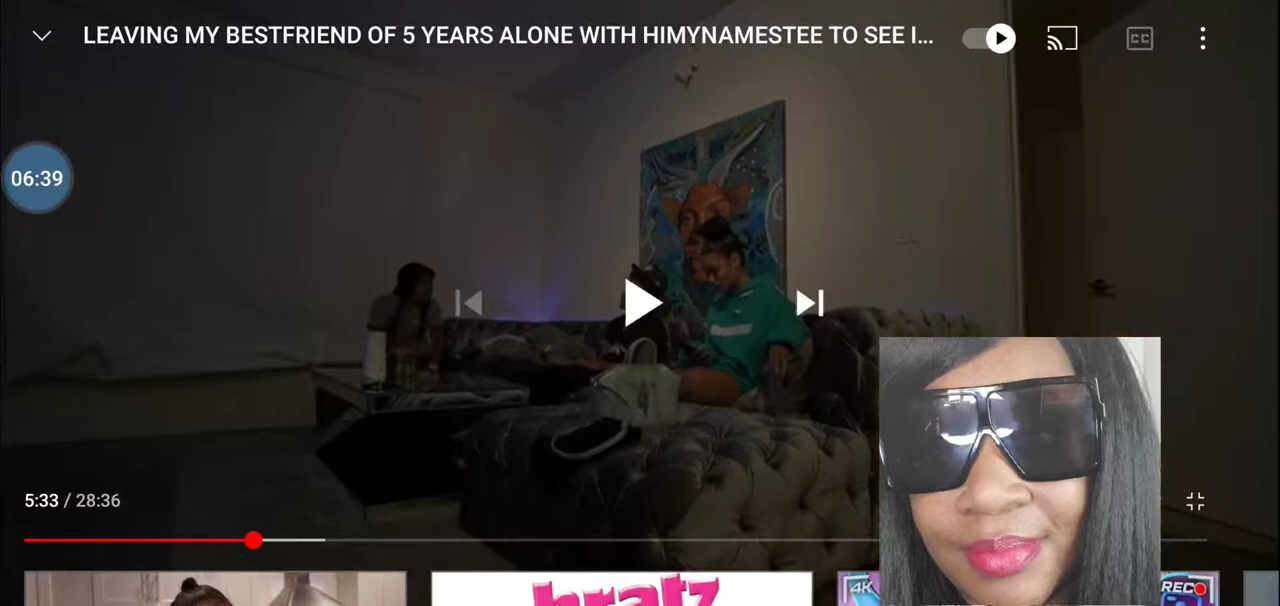 LEAVING MY BESTFRIEND OF 5 YEARS ALONE WITH HIMYNAMESTEE TO SEE I...
CC
06:39
5:33 / 28:36
bratz
4K
REC